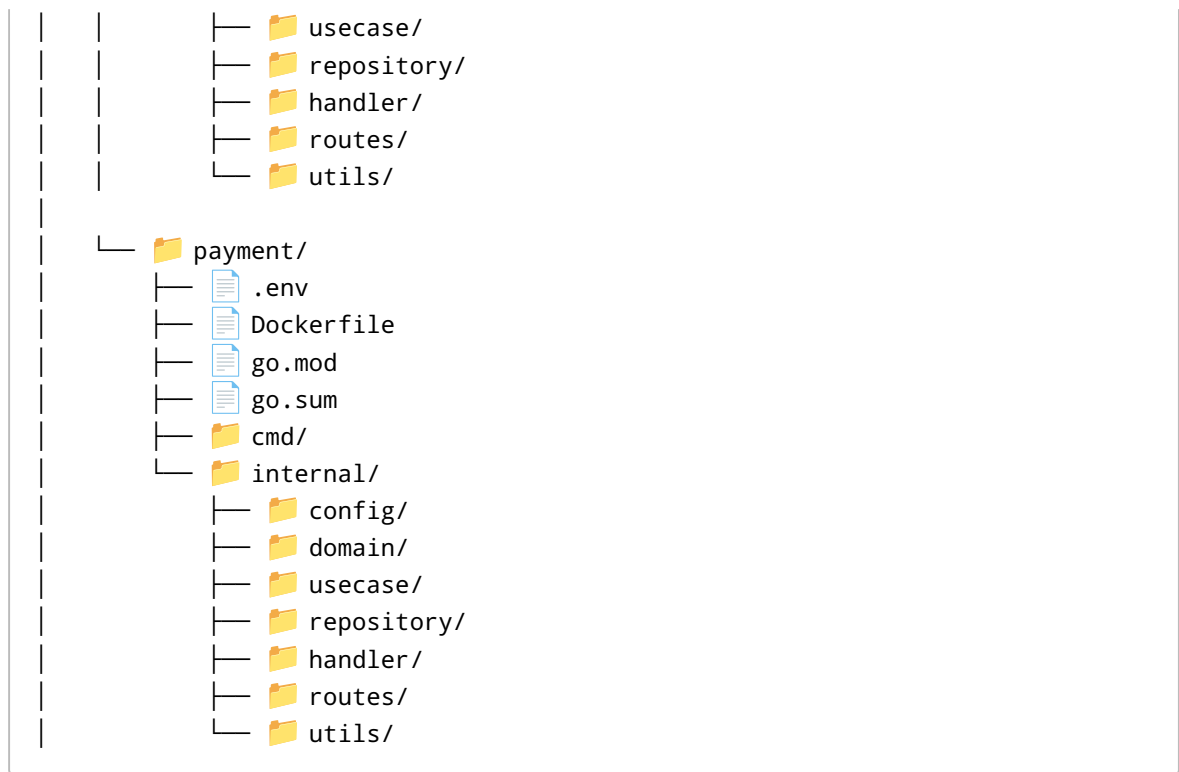 │   │       ├── 📁 usecase/
│   │       ├── 📁 repository/
│   │       ├── 📁 handler/
│   │       ├── 📁 routes/
│   │       └── 📁 utils/
│
│   └── 📁 payment/
│       ├── 📄 .env
│       ├── 📄 Dockerfile
│       ├── 📄 go.mod
│       ├── 📄 go.sum
│       ├── 📁 cmd/
│       └── 📁 internal/
│           ├── 📁 config/
│           ├── 📁 domain/
│           ├── 📁 usecase/
│           ├── 📁 repository/
│           ├── 📁 handler/
│           ├── 📁 routes/
│           └── 📁 utils/